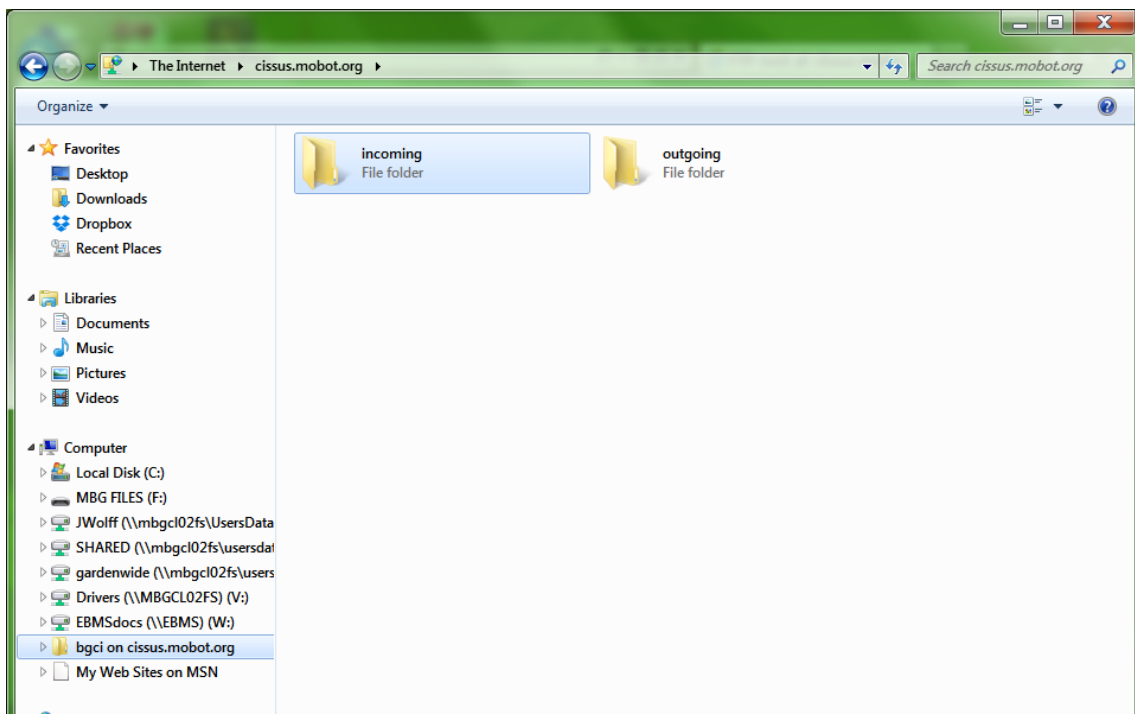 The Internet cissus.mobot.org
Search cissus.mobot.org
Organize
Favorites
Desktop
Downloads
Dropbox
Recent Places
Libraries
Documents
Music
Pictures
Videos
Computer
Local Disk (C:)
MBG FILES (F:)
JWolff (\\mbgcl02fs\UsersData
SHARED (\\mbgcl02fs\usersdat
gardenwide (\\mbgcl02fs\users
Drivers (\\MBGCL02FS) (V:)
EBMSdocs (\\EBMS) (W:)
bgci on cissus.mobot.org
My Web Sites on MSN
incoming
File folder
outgoing
File folder